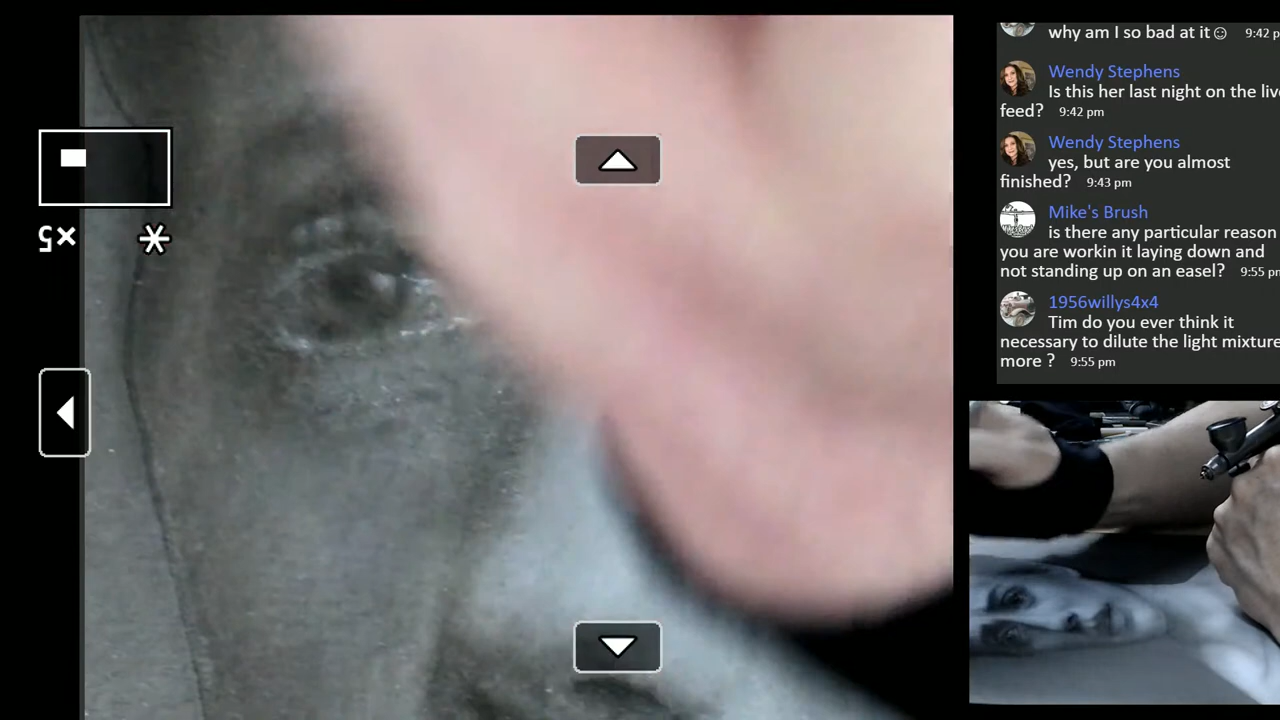 why am I so bad at it☺ 9:42 p
Wendy Stephens
Is this her last night on the liv
feed? 9:42 pm
Wendy Stephens
yes, but are you almost
finished? 9:43 pm
Mike's Brush
is there any particular reason
you are workin it laying down and
not standing up on an easel? 9:55 pm
1956willys4x4
Tim do you ever think it
necessary to dilute the light mixture
more ? 9:55 pm
×5